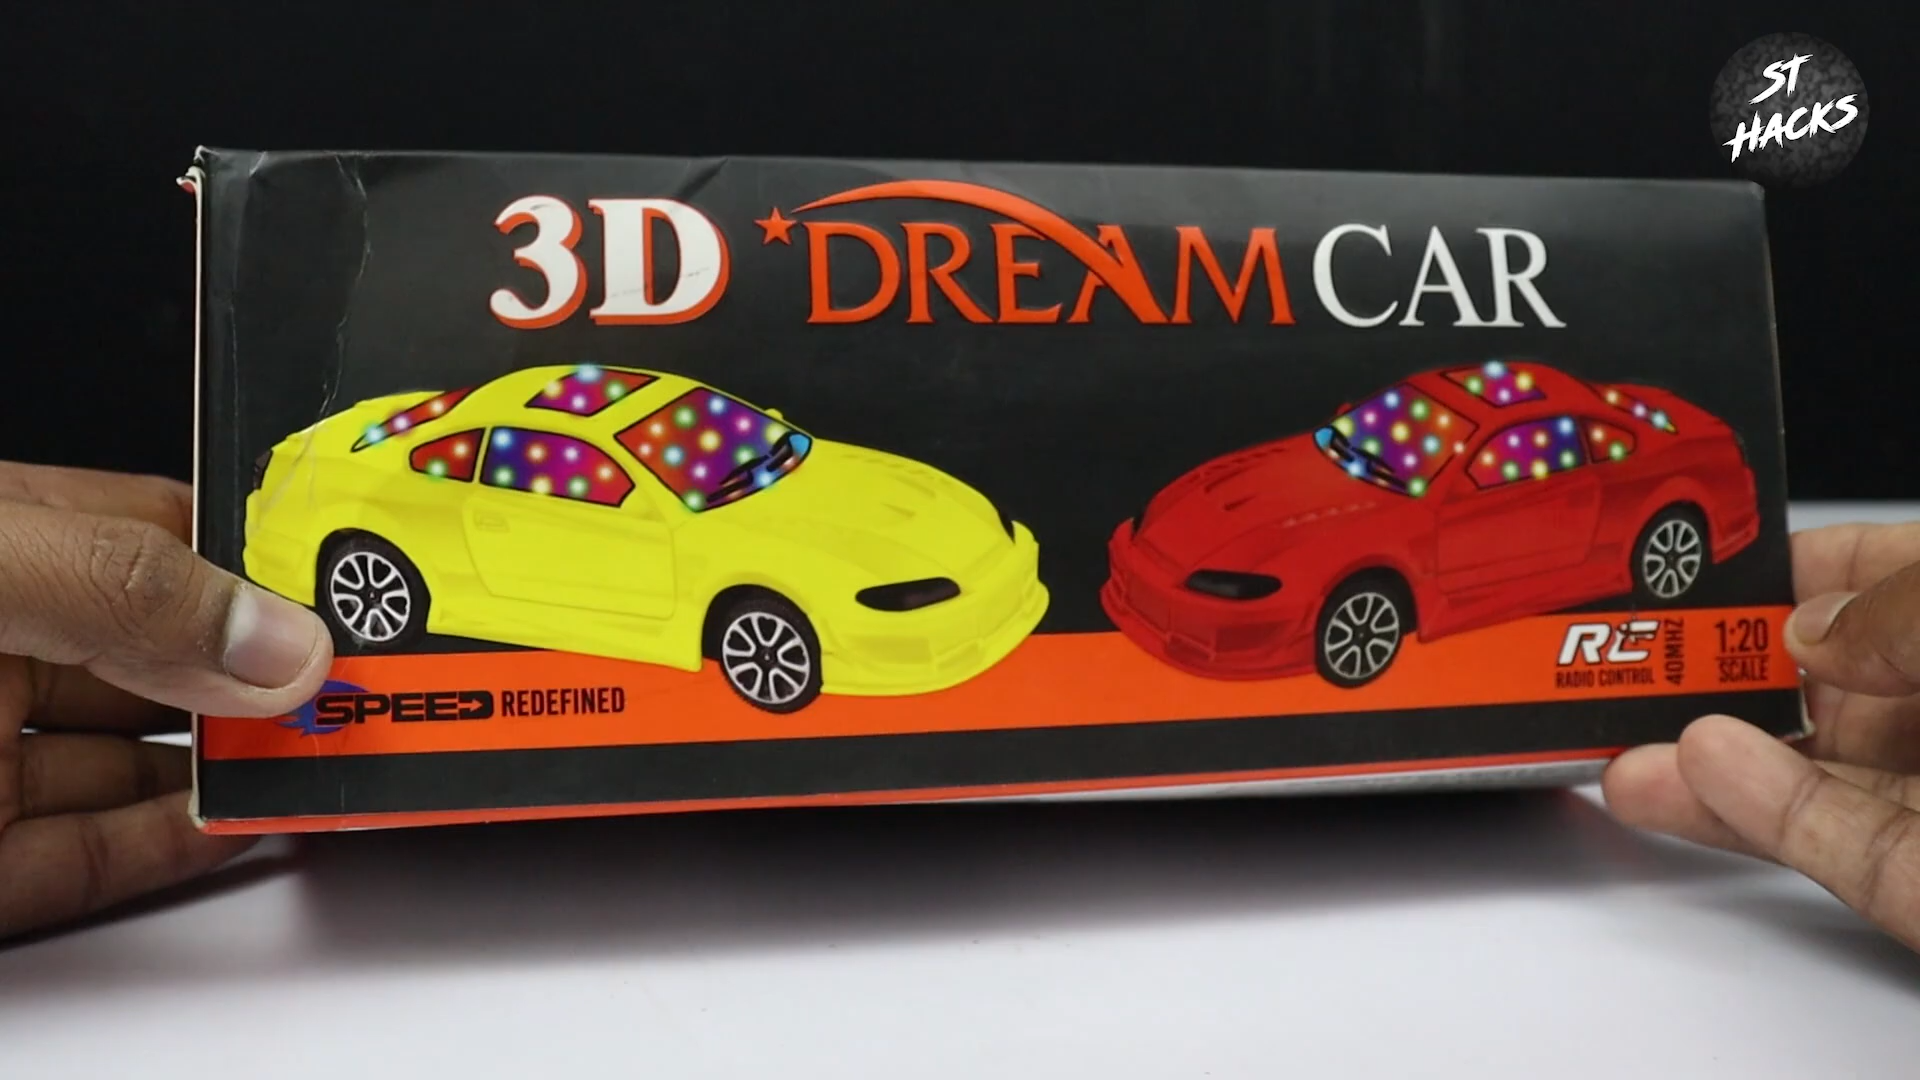 ST
HACKS
3D DREAM CAR
SPEED REDEFINED
RC
RADIO CONTROL
40MHZ
1:20
SCALE